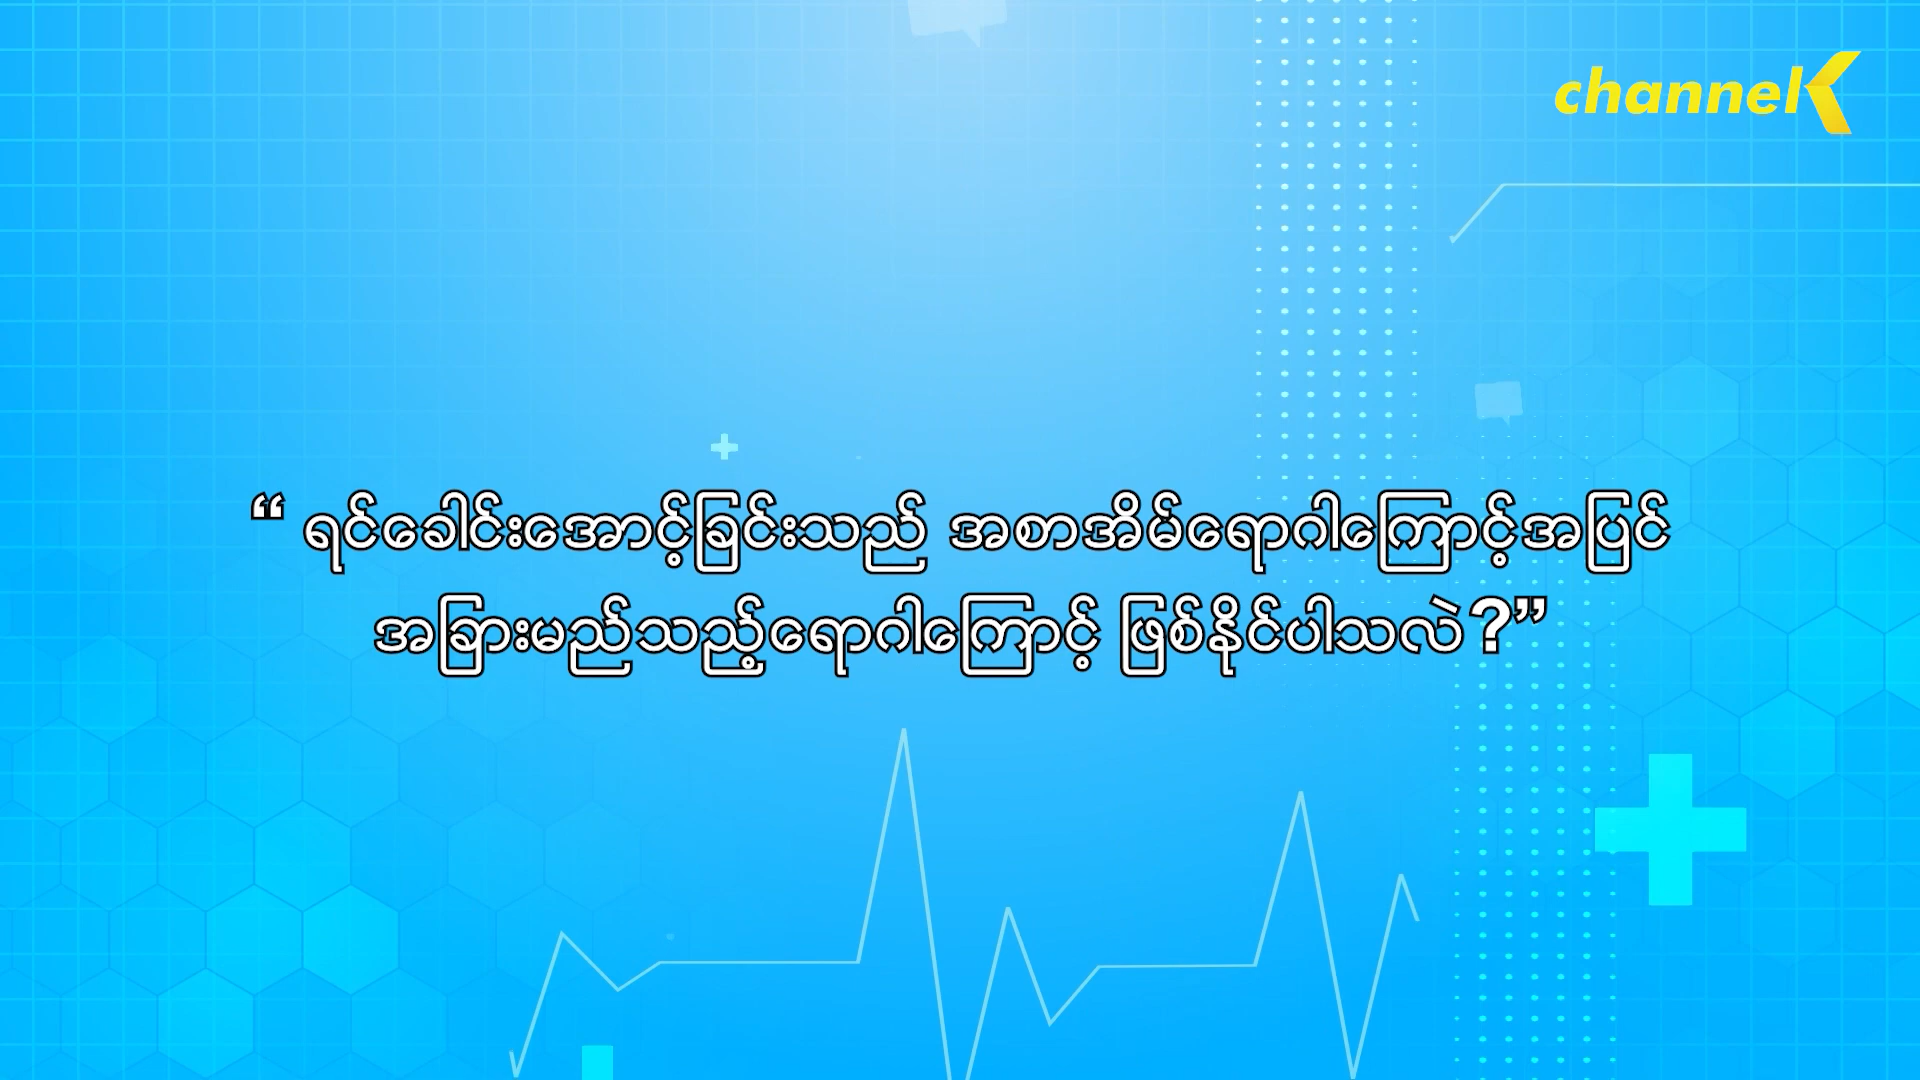 channelK
“ ရင်ခေါင်းအောင့်ခြင်းသည် အစာအိမ်ရောဂါကြောင့်အပြင်
အခြားမည်သည့်ရောဂါကြောင့် ဖြစ်နိုင်ပါသလဲ ?”